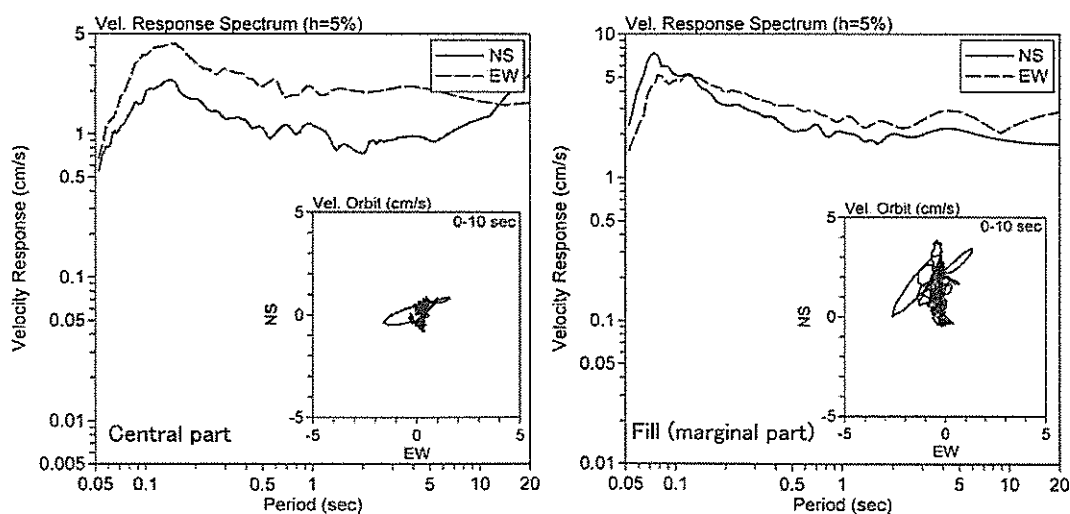 Vel. Response Spectrum (h=5%)
5
1
0.5
0.1
0.05
0.01
0.005
Velocity Response (cm/s)
NS
EW
Vel. Orbit (cm/s)
0-10 sec
5
0
-5
NS
-5
0
5
EW
Central part
0.05
0.1
0.5
1
5
10
20
Period (sec)
Vel. Response Spectrum (h=5%)
10
5
1
0.5
0.1
0.05
0.01
Velocity Response (cm/s)
NS
EW
Vel. Orbit (cm/s)
0-10 sec
5
0
-5
NS
-5
0
5
EW
Fill (marginal part)
0.05
0.1
0.5
1
5
10
20
Period (sec)